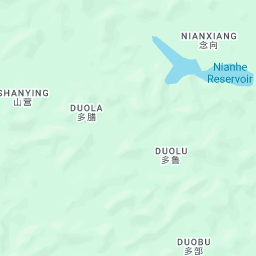 NIANXIANG
念向
Nianhe
Reservoir
SHANYING
山营
DUOLA
多腊
DUOLU
多鲁
DUOBU
多部